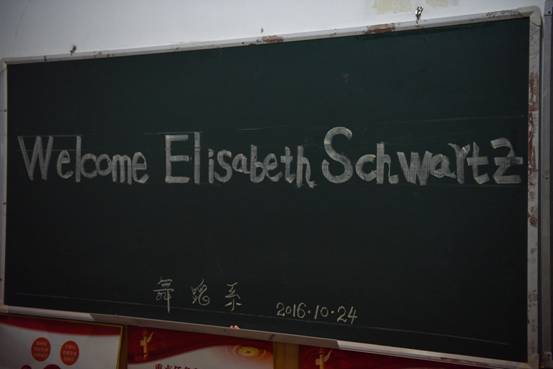 Welcome Elisabeth Schwartz
舞蹈系 2016·10·24